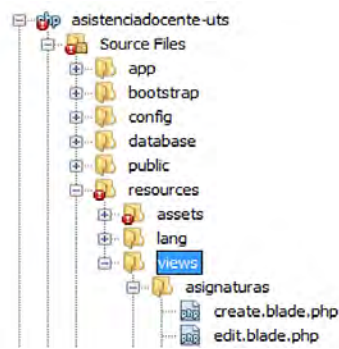 asistenciadocente-uts
Source Files
app
bootstrap
config
database
public
resources
assets
lang
views
asignaturas
create.blade.php
edit.blade.php